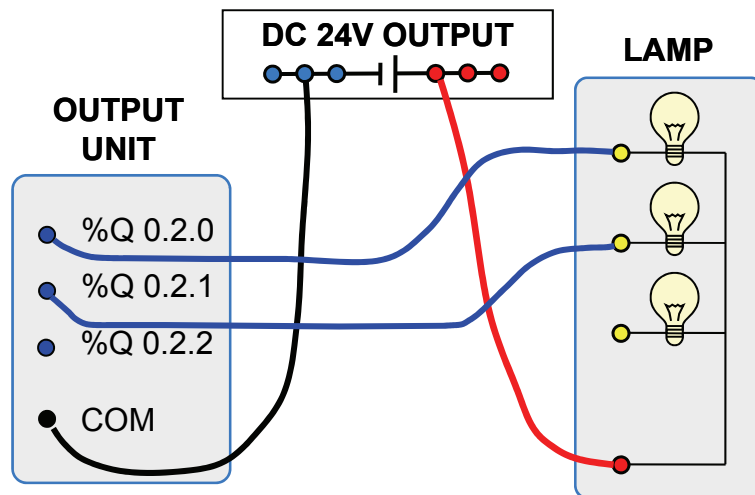 DC 24V OUTPUT
LAMP
OUTPUT
UNIT
%Q 0.2.0
%Q 0.2.1
%Q 0.2.2
COM